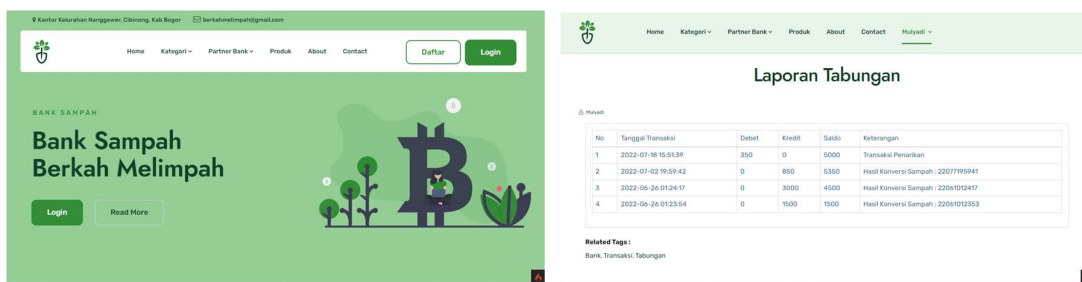 Kantor Kelurahan Nanggewer, Cibinong, Kab Bogor berkahmelimpah@gmail.com
Home Kategori Partner Bank Produk About Contact Daftar Login
BANK SAMPAH
Bank Sampah
Berkah Melimpah
Login Read More
Home Kategori Partner Bank Produk About Contact Mulyadi
Laporan Tabungan
Mulyadi
No Tanggal Transaksi Debet Kredit Saldo Keterangan
1 2022-07-18 15:51:39 350 0 5000 Transaksi Penarikan
2 2022-07-02 19:59:42 0 850 5350 Hasil Konversi Sampah : 22077195941
3 2022-06-26 01:24:17 0 3000 4500 Hasil Konversi Sampah : 22061012417
4 2022-06-26 01:23:54 0 1500 1500 Hasil Konversi Sampah : 22061012353
Related Tags :
Bank, Transaksi, Tabungan